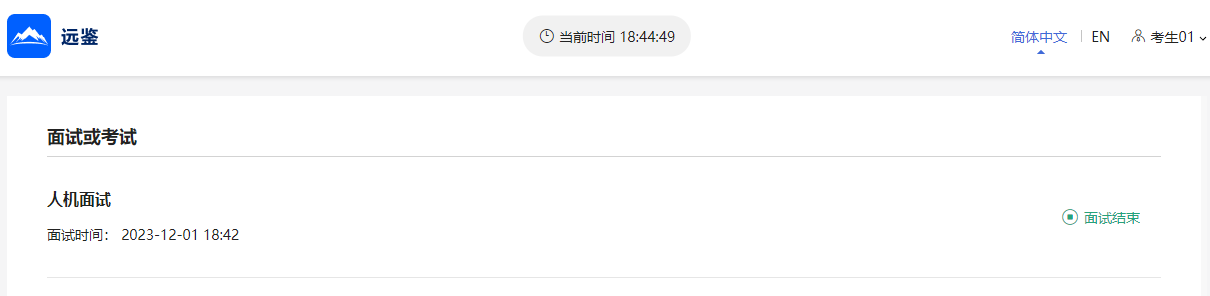 远鉴
当前时间 18:44:49
简体中文 EN 考生01
面试或考试
人机面试
面试时间： 2023-12-01 18:42
面试结束